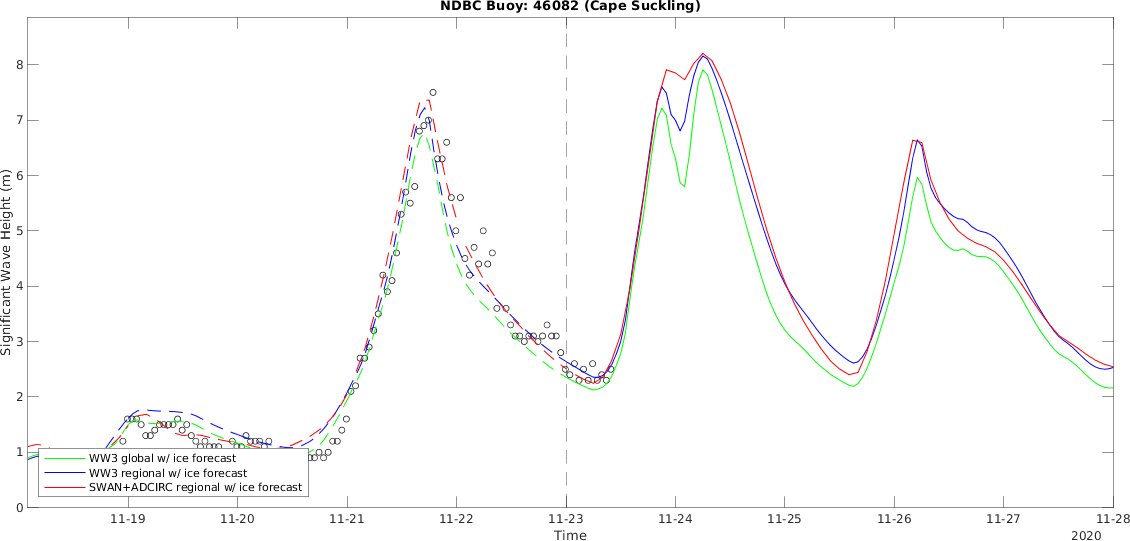 NDBC Buoy: 46082 (Cape Suckling)
Significant Wave Height (m)
8
7
6
5
4
3
2
1
0
WW3 global w/ ice forecast
WW3 regional w/ ice forecast
SWAN+ADCIRC regional w/ ice forecast
11-19 11-20 11-21 11-22 11-23 11-24 11-25 11-26 11-27 11-28
Time
2020